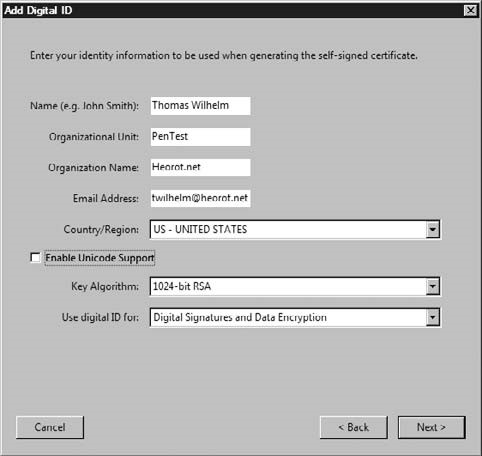 Add Digital ID
Enter your identity information to be used when generating the self-signed certificate.
Name (e.g. John Smith): Thomas Wilhelm
Organizational Unit: PenTest
Organization Name: Heorot.net
Email Address: twilhelm@heorot.net
Country/Region: US - UNITED STATES
Enable Unicode Support
Key Algorithm: 1024-bit RSA
Use digital ID for: Digital Signatures and Data Encryption
Cancel < Back Next >